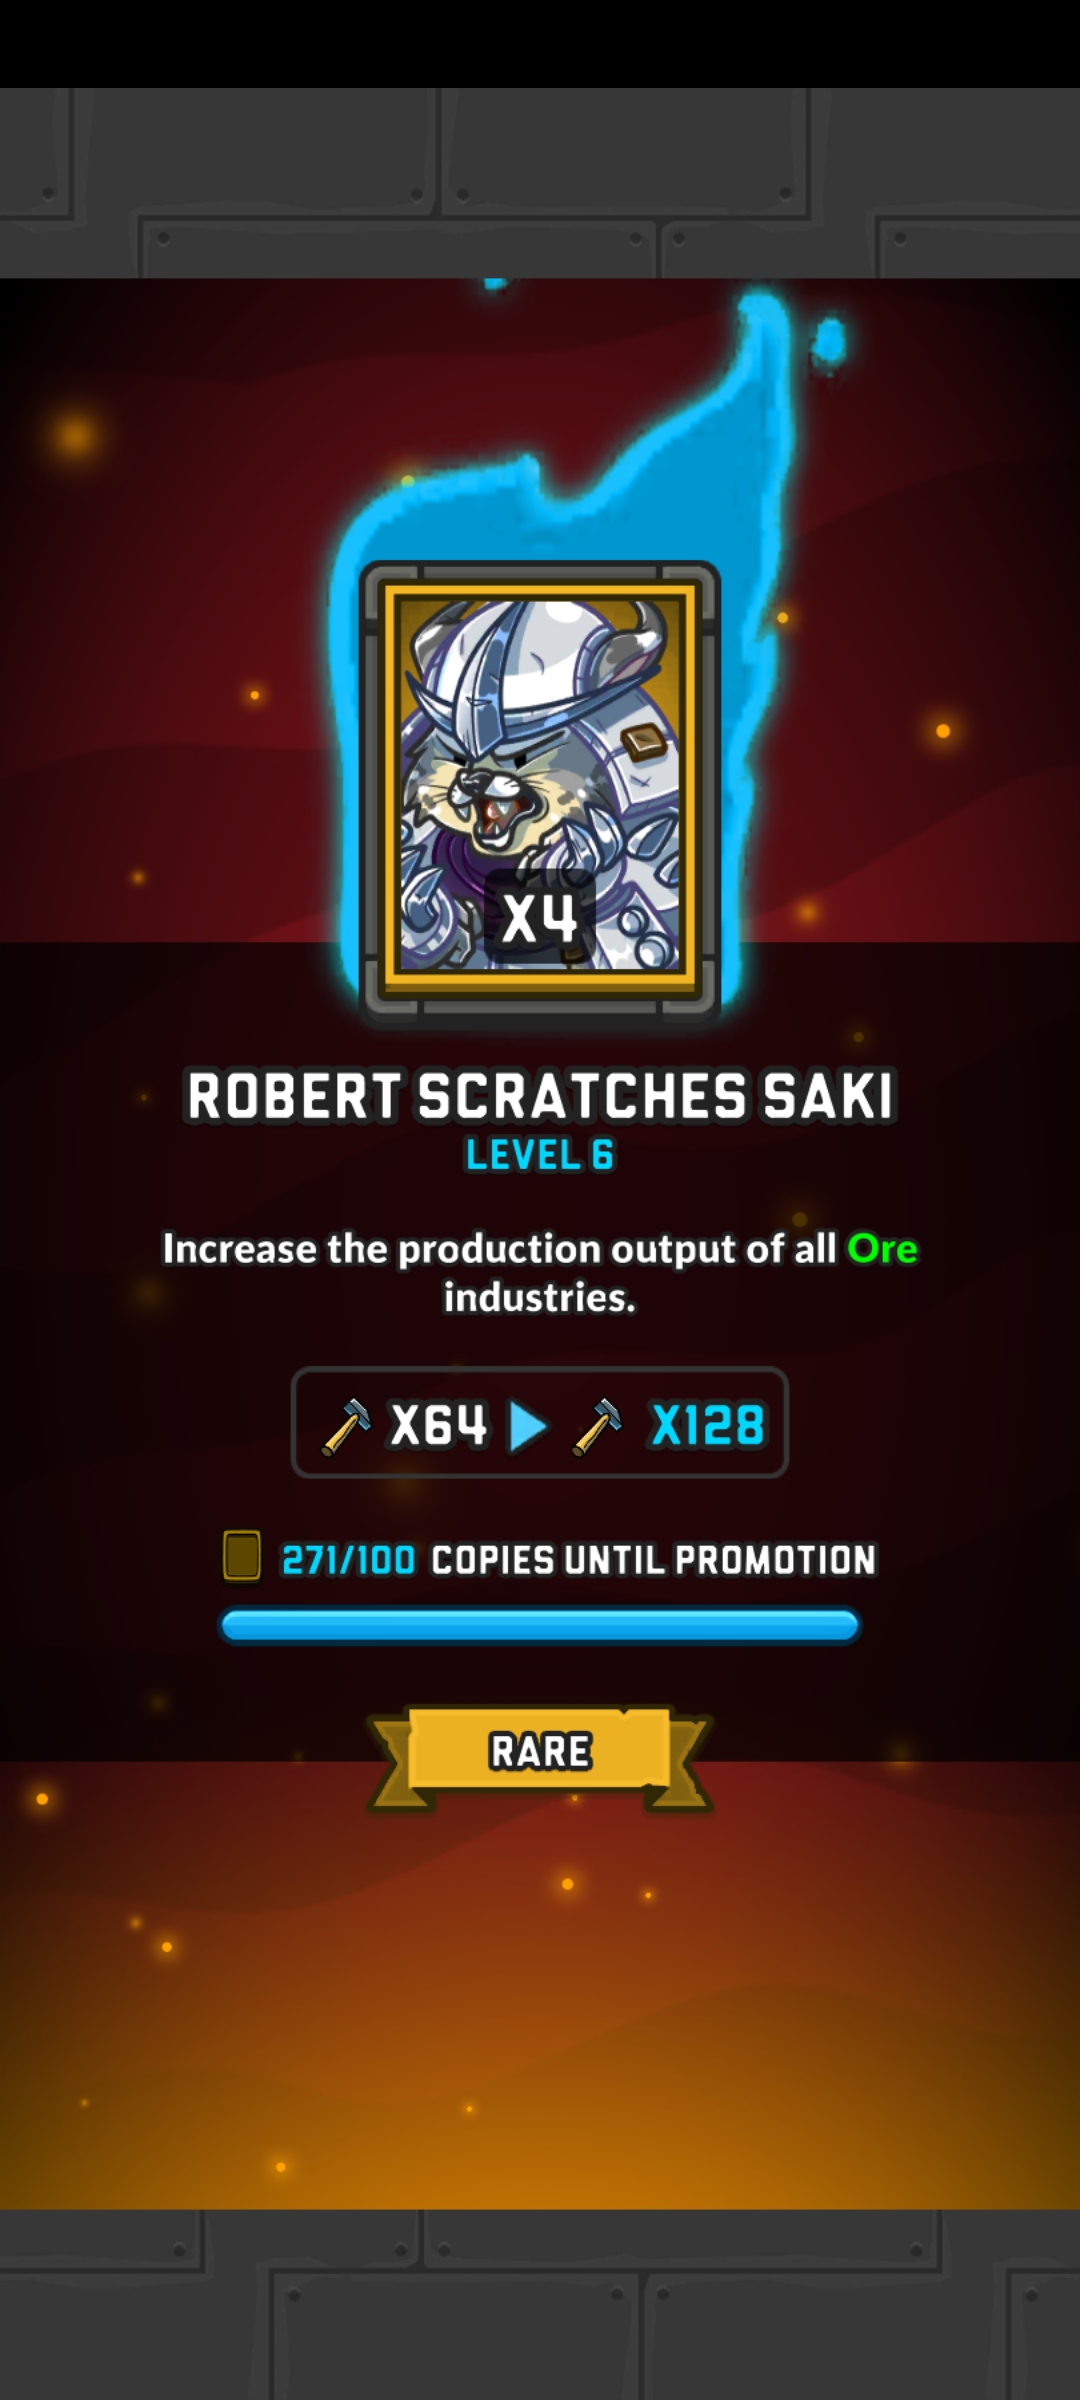 X4
ROBERT SCRATCHES SAKI
LEVEL 6
Increase the production output of all Ore
industries.
X64 X128
271/100 COPIES UNTIL PROMOTION
RARE